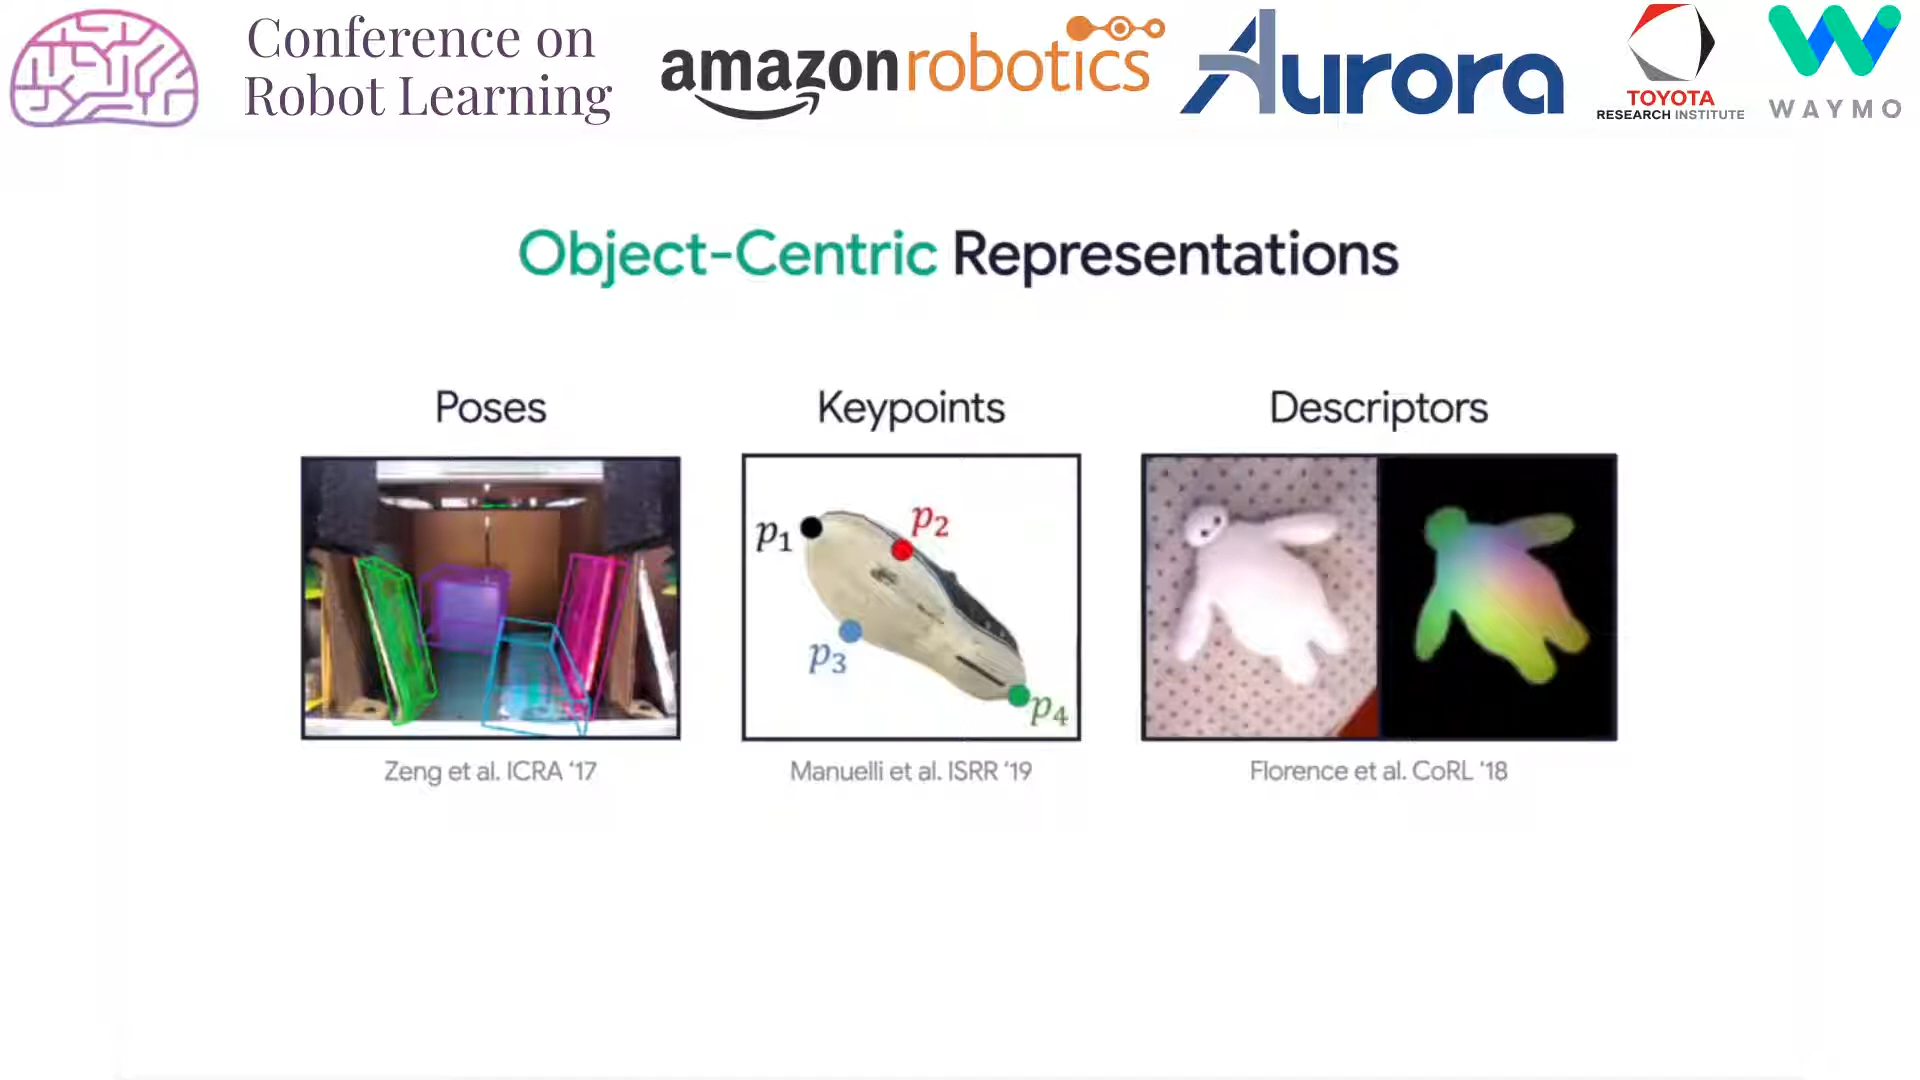 Conference on
Robot Learning
amazon robotics
Aurora
TOYOTA
RESEARCH INSTITUTE
WAYMO
Object-Centric Representations
Poses
Keypoints
Descriptors
p1
p2
p3
p4
Zeng et al. ICRA ‘17
Manuelli et al. ISRR ‘19
Florence et al. CoRL ‘18